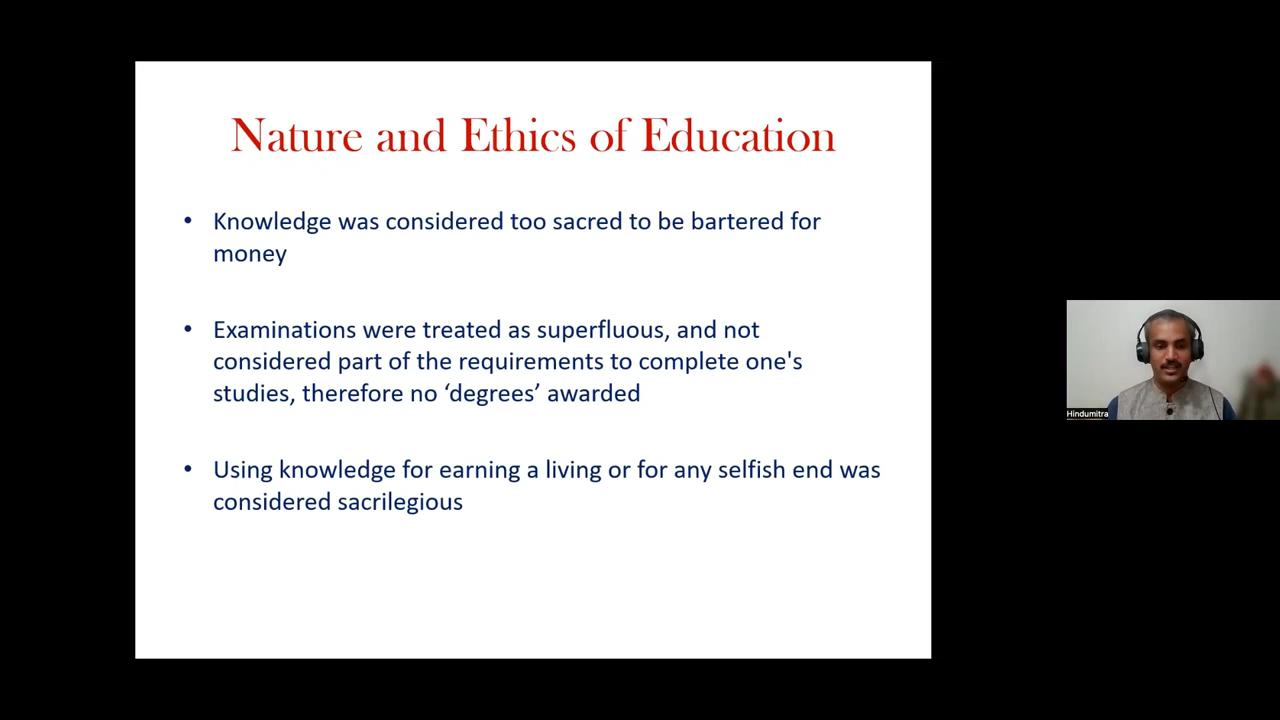 Nature and Ethics of Education
• Knowledge was considered too sacred to be bartered for
money
• Examinations were treated as superfluous, and not
considered part of the requirements to complete one's
studies, therefore no ‘degrees’ awarded
• Using knowledge for earning a living or for any selfish end was
considered sacrilegious
Hindumitra